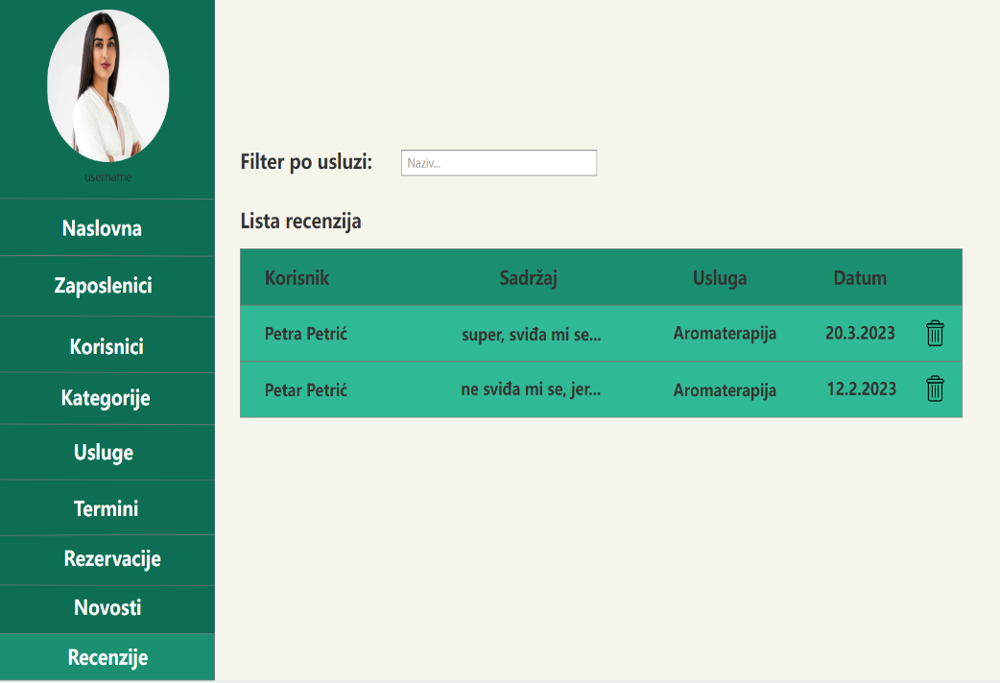 username
Naslovna
Zaposlenici
Korisnici
Kategorije
Usluge
Termini
Rezervacije
Novosti
Recenzije
Filter po usluzi: Naziv...
Lista recenzija
Korisnik Sadržaj Usluga Datum
Petra Petrić super, sviđa mi se... Aromaterapija 20.3.2023
Petar Petrić ne sviđa mi se, jer... Aromaterapija 12.2.2023